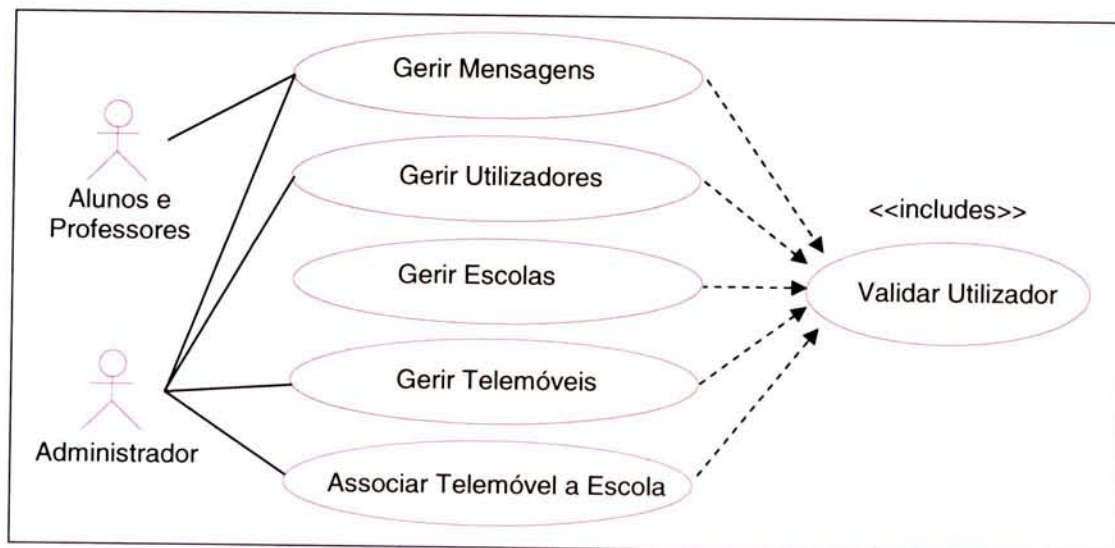 Gerir Mensagens
Alunos e
Professores
Gerir Utilizadores
<<includes>>
Gerir Escolas
Validar Utilizador
Gerir Telemóveis
Administrador
Associar Telemóvel a Escola